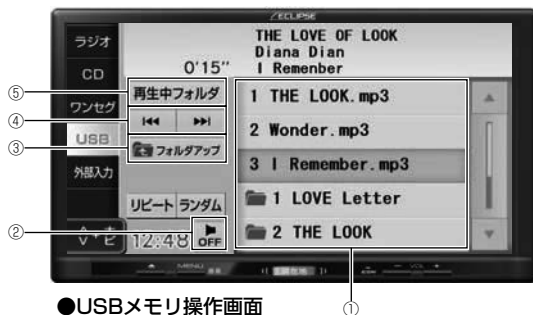 ECLIPSE
ラジオ
CD
ワンセグ
USB
外部入力
THE LOVE OF LOOK
Diana Dian
I Remenber
0'15''
再生中フォルダ
フォルダアップ
リピート ランダム
12:48
OFF
1 THE LOOK.mp3
2 Wonder.mp3
3 I Remember.mp3
1 LOVE Letter
2 THE LOOK
MENU
現在地
VOL
⑤
④
③
②
①
●USBメモリ操作画面